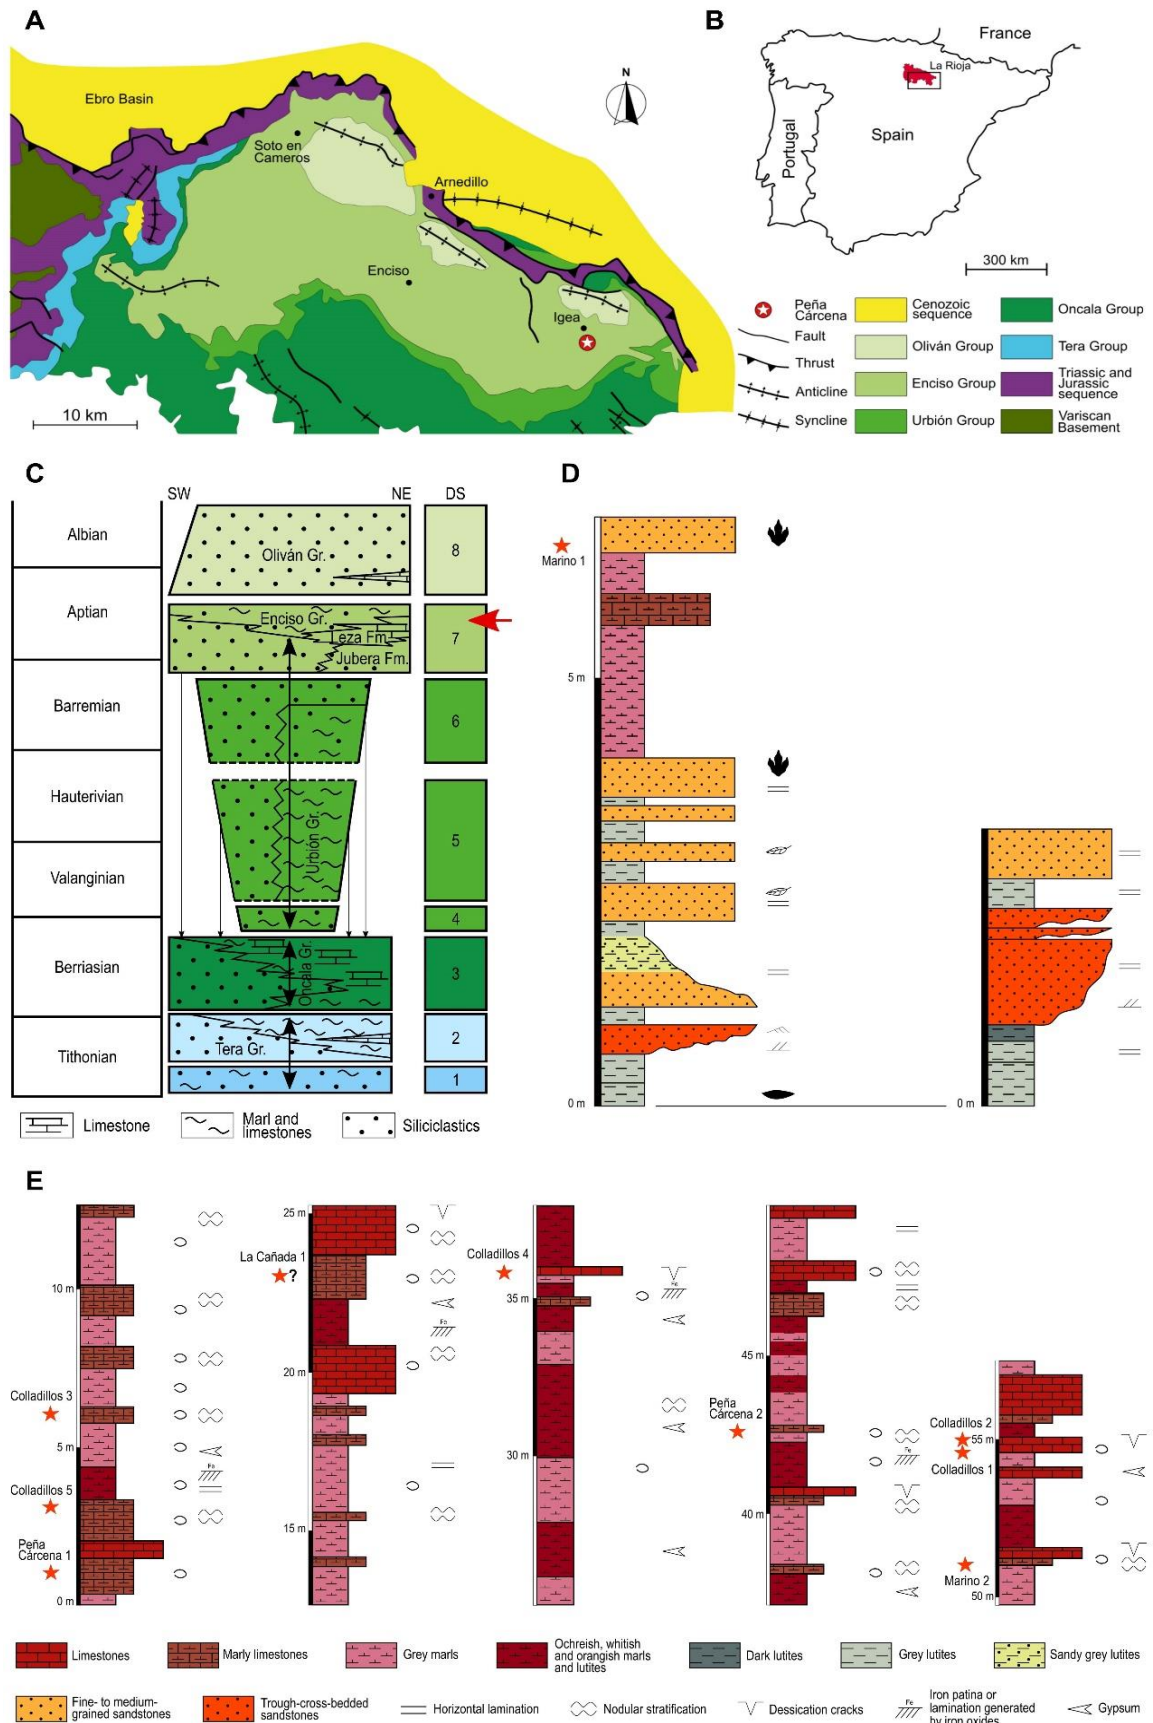 A
B
Ebro Basin
N
Soto en
Cameros
Arnedillo
Enciso
Igea
10 km
France
La Rioja
Portugal
Spain
300 km
Peña
Cárcena
Fault
Thrust
Anticline
Syncline
Cenozoic
sequence
Oliván Group
Enciso Group
Urbión Group
Oncala Group
Tera Group
Triassic and
Jurassic
sequence
Variscan
Basement
C
SW
NE
DS
Albian
Aptian
Barremian
Hauterivian
Valanginian
Berriasian
Tithonian
Oliván Gr.
Enciso Gr.
Leza Fm.
Jubera Fm.
Urbión Gr.
Oncala Gr.
Tera Gr.
8
7
6
5
4
3
2
1
Limestone
Marl and
limestones
Siliciclastics
D
Marino 1
5 m
0 m
0 m
E
10 m
Colladillos 3
5 m
Fe
Colladillos 5
Peña
Cárcena 1
0 m
25 m
La Cañada 1
?
Fe
20 m
15 m
Colladillos 4
Fe
35 m
30 m
45 m
Peña
Cárcena 2
Fe
40 m
Colladillos 2
55 m
Colladillos 1
Marino 2
50 m
Limestones
Marly limestones
Grey marls
Ochreish, whitish
and orangish marls
and lutites
Dark lutites
Grey lutites
Sandy grey lutites
Fine- to medium-
grained sandstones
Trough-cross-bedded
sandstones
Horizontal lamination
Nodular stratification
Dessication cracks
Fe
Iron patina or
lamination generated
by iron oxides
Gypsum